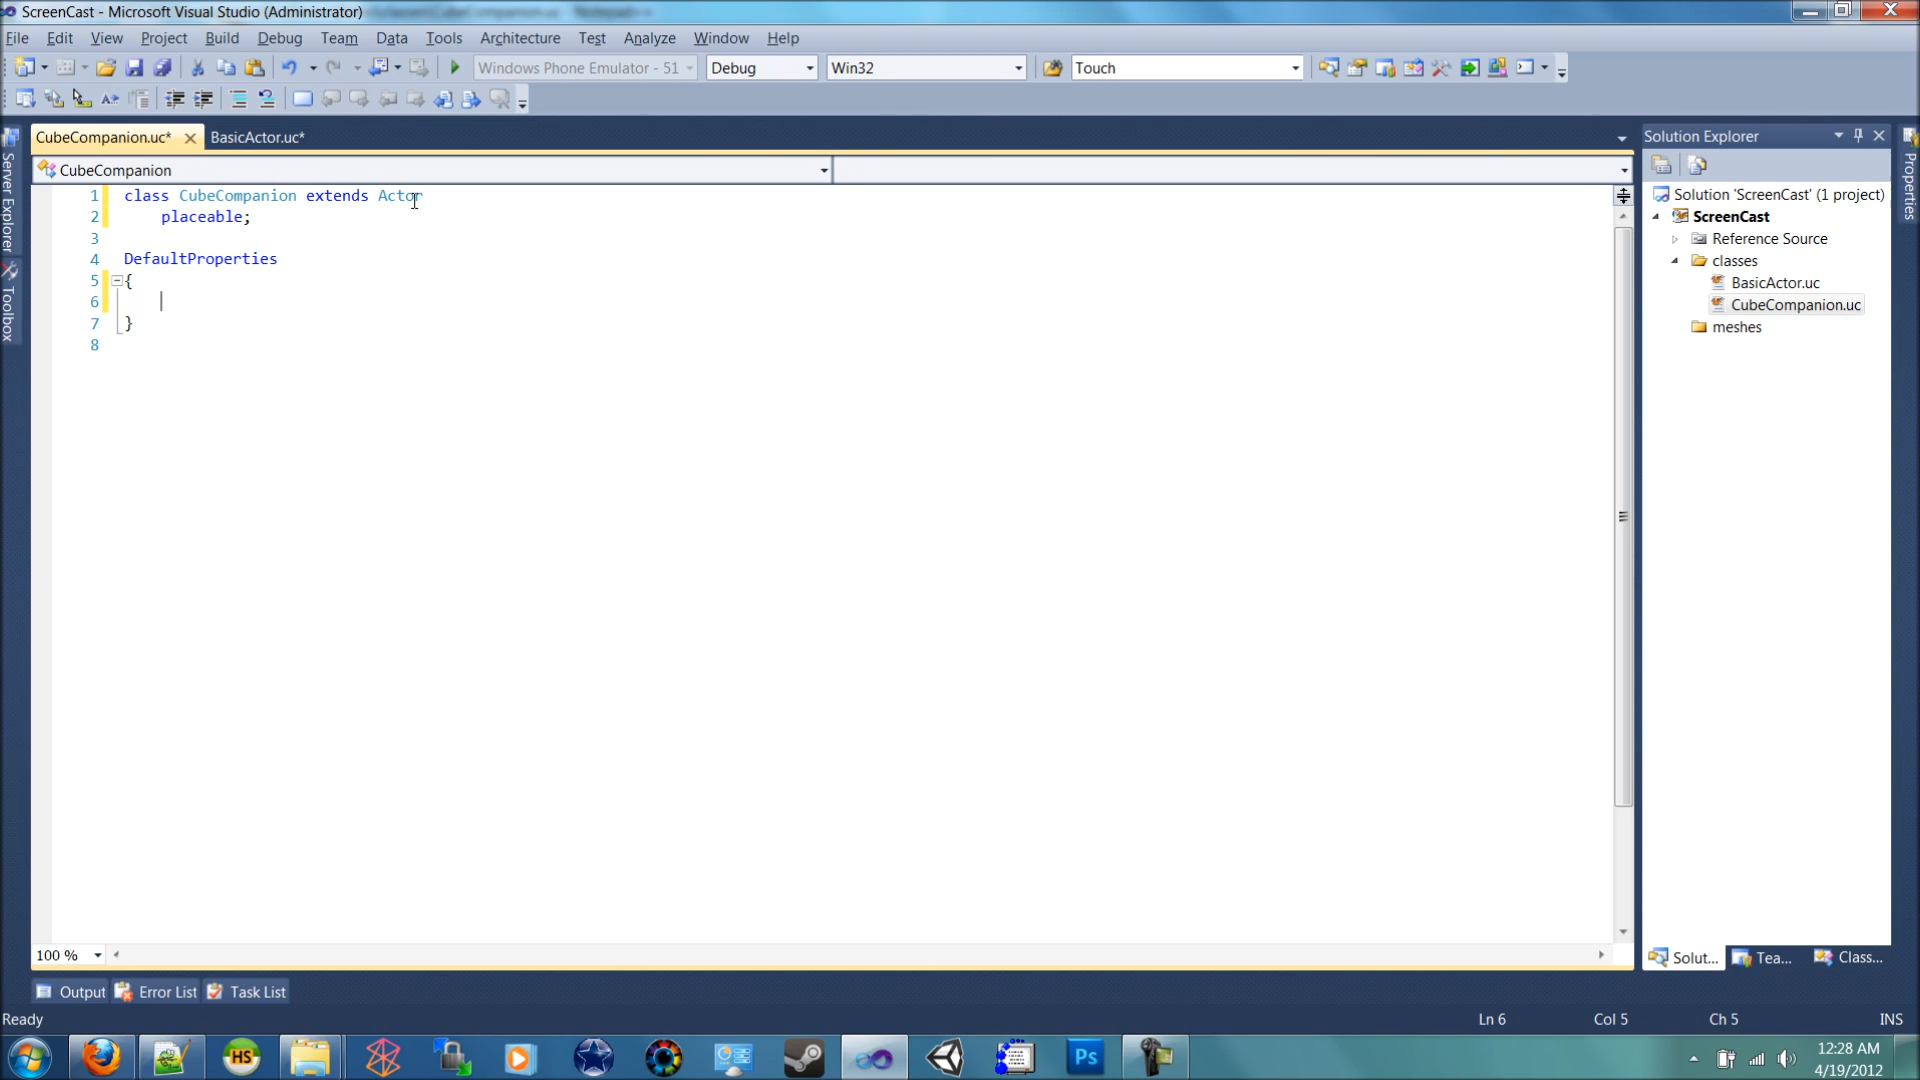 ScreenCast - Microsoft Visual Studio (Administrator)
File Edit View Project Build Debug Team Data Tools Architecture Test Analyze Window Help
Windows Phone Emulator - 51 Debug Win32 Touch
CubeCompanion.uc* BasicActor.uc*
CubeCompanion
1 class CubeCompanion extends Actor
2 placeable;
3
4 DefaultProperties
5 {
6
7 }
8
100 %
Server Explorer
Toolbox
Solution Explorer
Solution 'ScreenCast' (1 project)
ScreenCast
Reference Source
classes
BasicActor.uc
CubeCompanion.uc
meshes
Solut... Tea... Class...
Properties
Output Error List Task List
Ready Ln 6 Col 5 Ch 5 INS
HS Ps 12:28 AM
4/19/2012